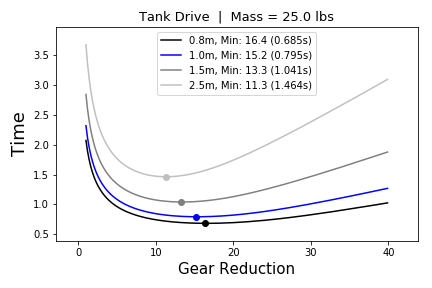 Tank Drive | Mass = 25.0 lbs
0.8m, Min: 16.4 (0.685s)
1.0m, Min: 15.2 (0.795s)
1.5m, Min: 13.3 (1.041s)
2.5m, Min: 11.3 (1.464s)
Time
3.5
3.0
2.5
2.0
1.5
1.0
0.5
0 10 20 30 40
Gear Reduction